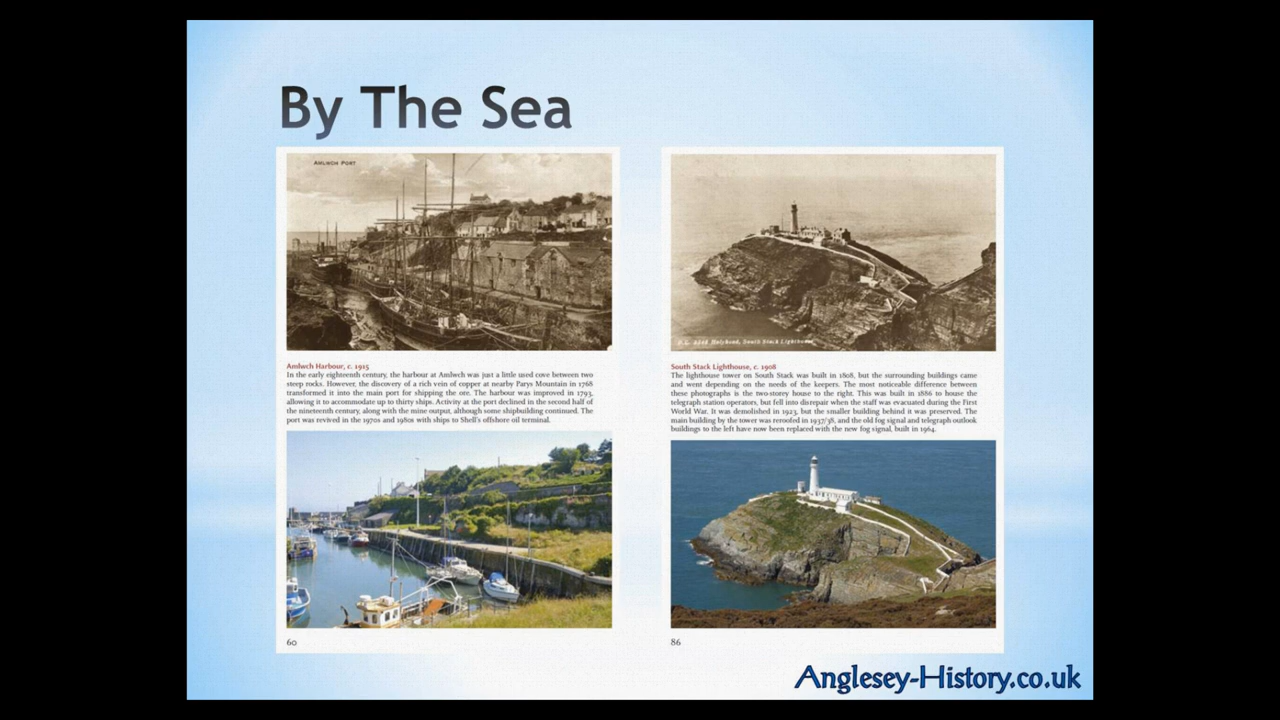 By The Sea
AMLWCH PORT
Amlwch Harbour, c. 1915
In the early eighteenth century, the harbour at Amlwch was just a little used cove between two
steep rocks. However, the discovery of a rich vein of copper at nearby Parys Mountain in 1768
transformed it into the main port for shipping the ore. The harbour was improved in 1793,
allowing it to accommodate up to thirty ships. Activity at the port declined in the second half of
the nineteenth century, along with the mine output, although some shipbuilding continued. The
port was revived in the 1970s and 1980s with ships to Shell's offshore oil terminal.
60
Holyhead, South Stack Lighthouse
South Stack Lighthouse, c. 1908
The lighthouse tower on South Stack was built in 1808, but the surrounding buildings came
and went depending on the needs of the keepers. The most noticeable difference between
these photographs is the two-storey house to the right. This was built in 1886 to house the
telegraph station operators, but fell into disrepair when the staff was evacuated during the First
World War. It was demolished in 1923, but the smaller building behind it was preserved. The
main building by the tower was reroofed in 1937/38, and the old fog signal and telegraph outlook
buildings to the left have now been replaced with the new fog signal, built in 1964.
86
Anglesey-History.co.uk